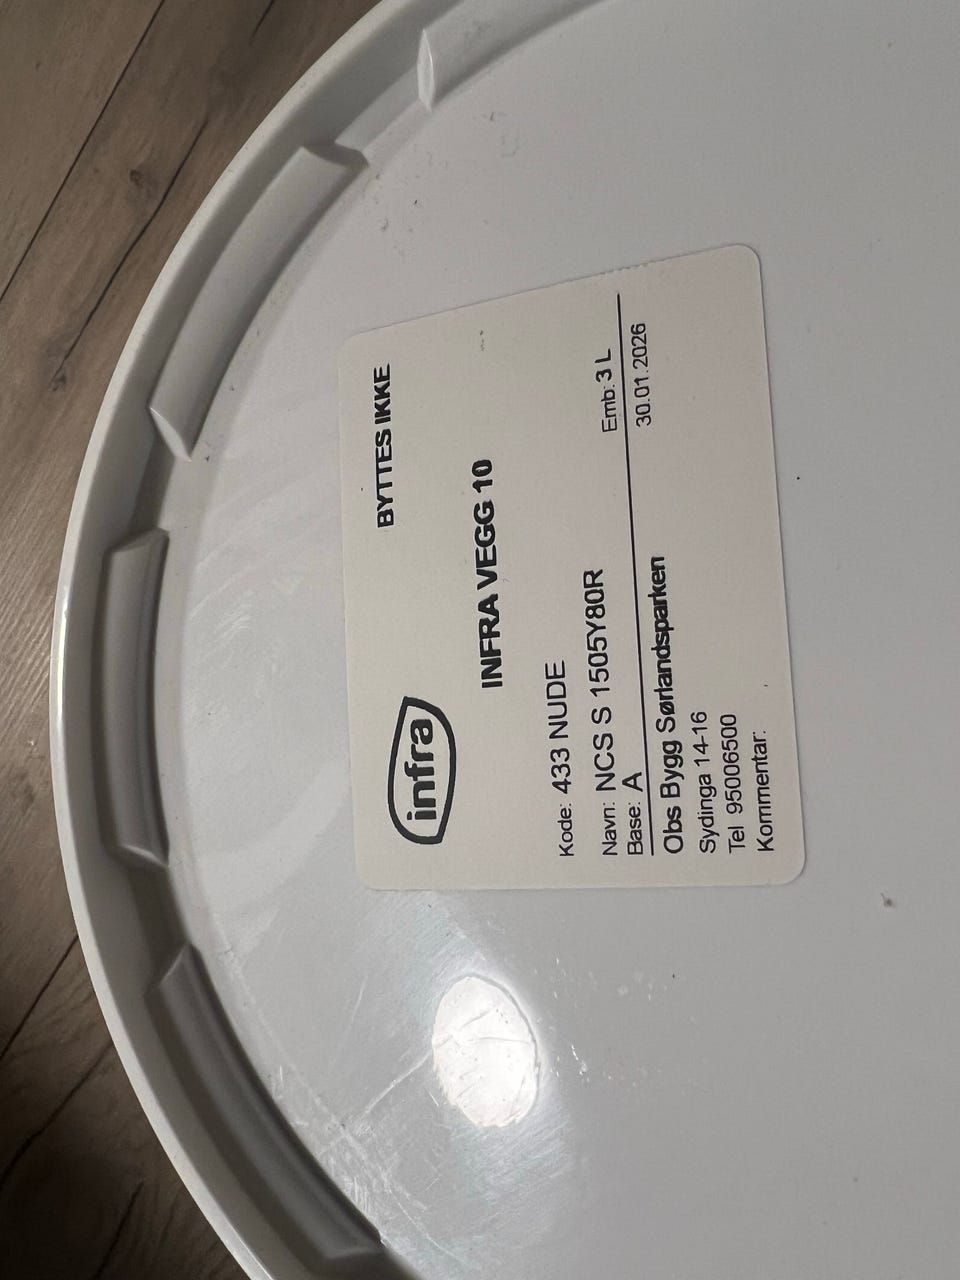 infra
BYTTES IKKE
INFRA VEGG 10
Kode: 433 NUDE
Navn: NCS S 1505Y80R
Base: A
Emb: 3 L
Obs Bygg Sørlandsparken
30.01.2026
Sydinga 14-16
Tel 95006500
Kommentar: